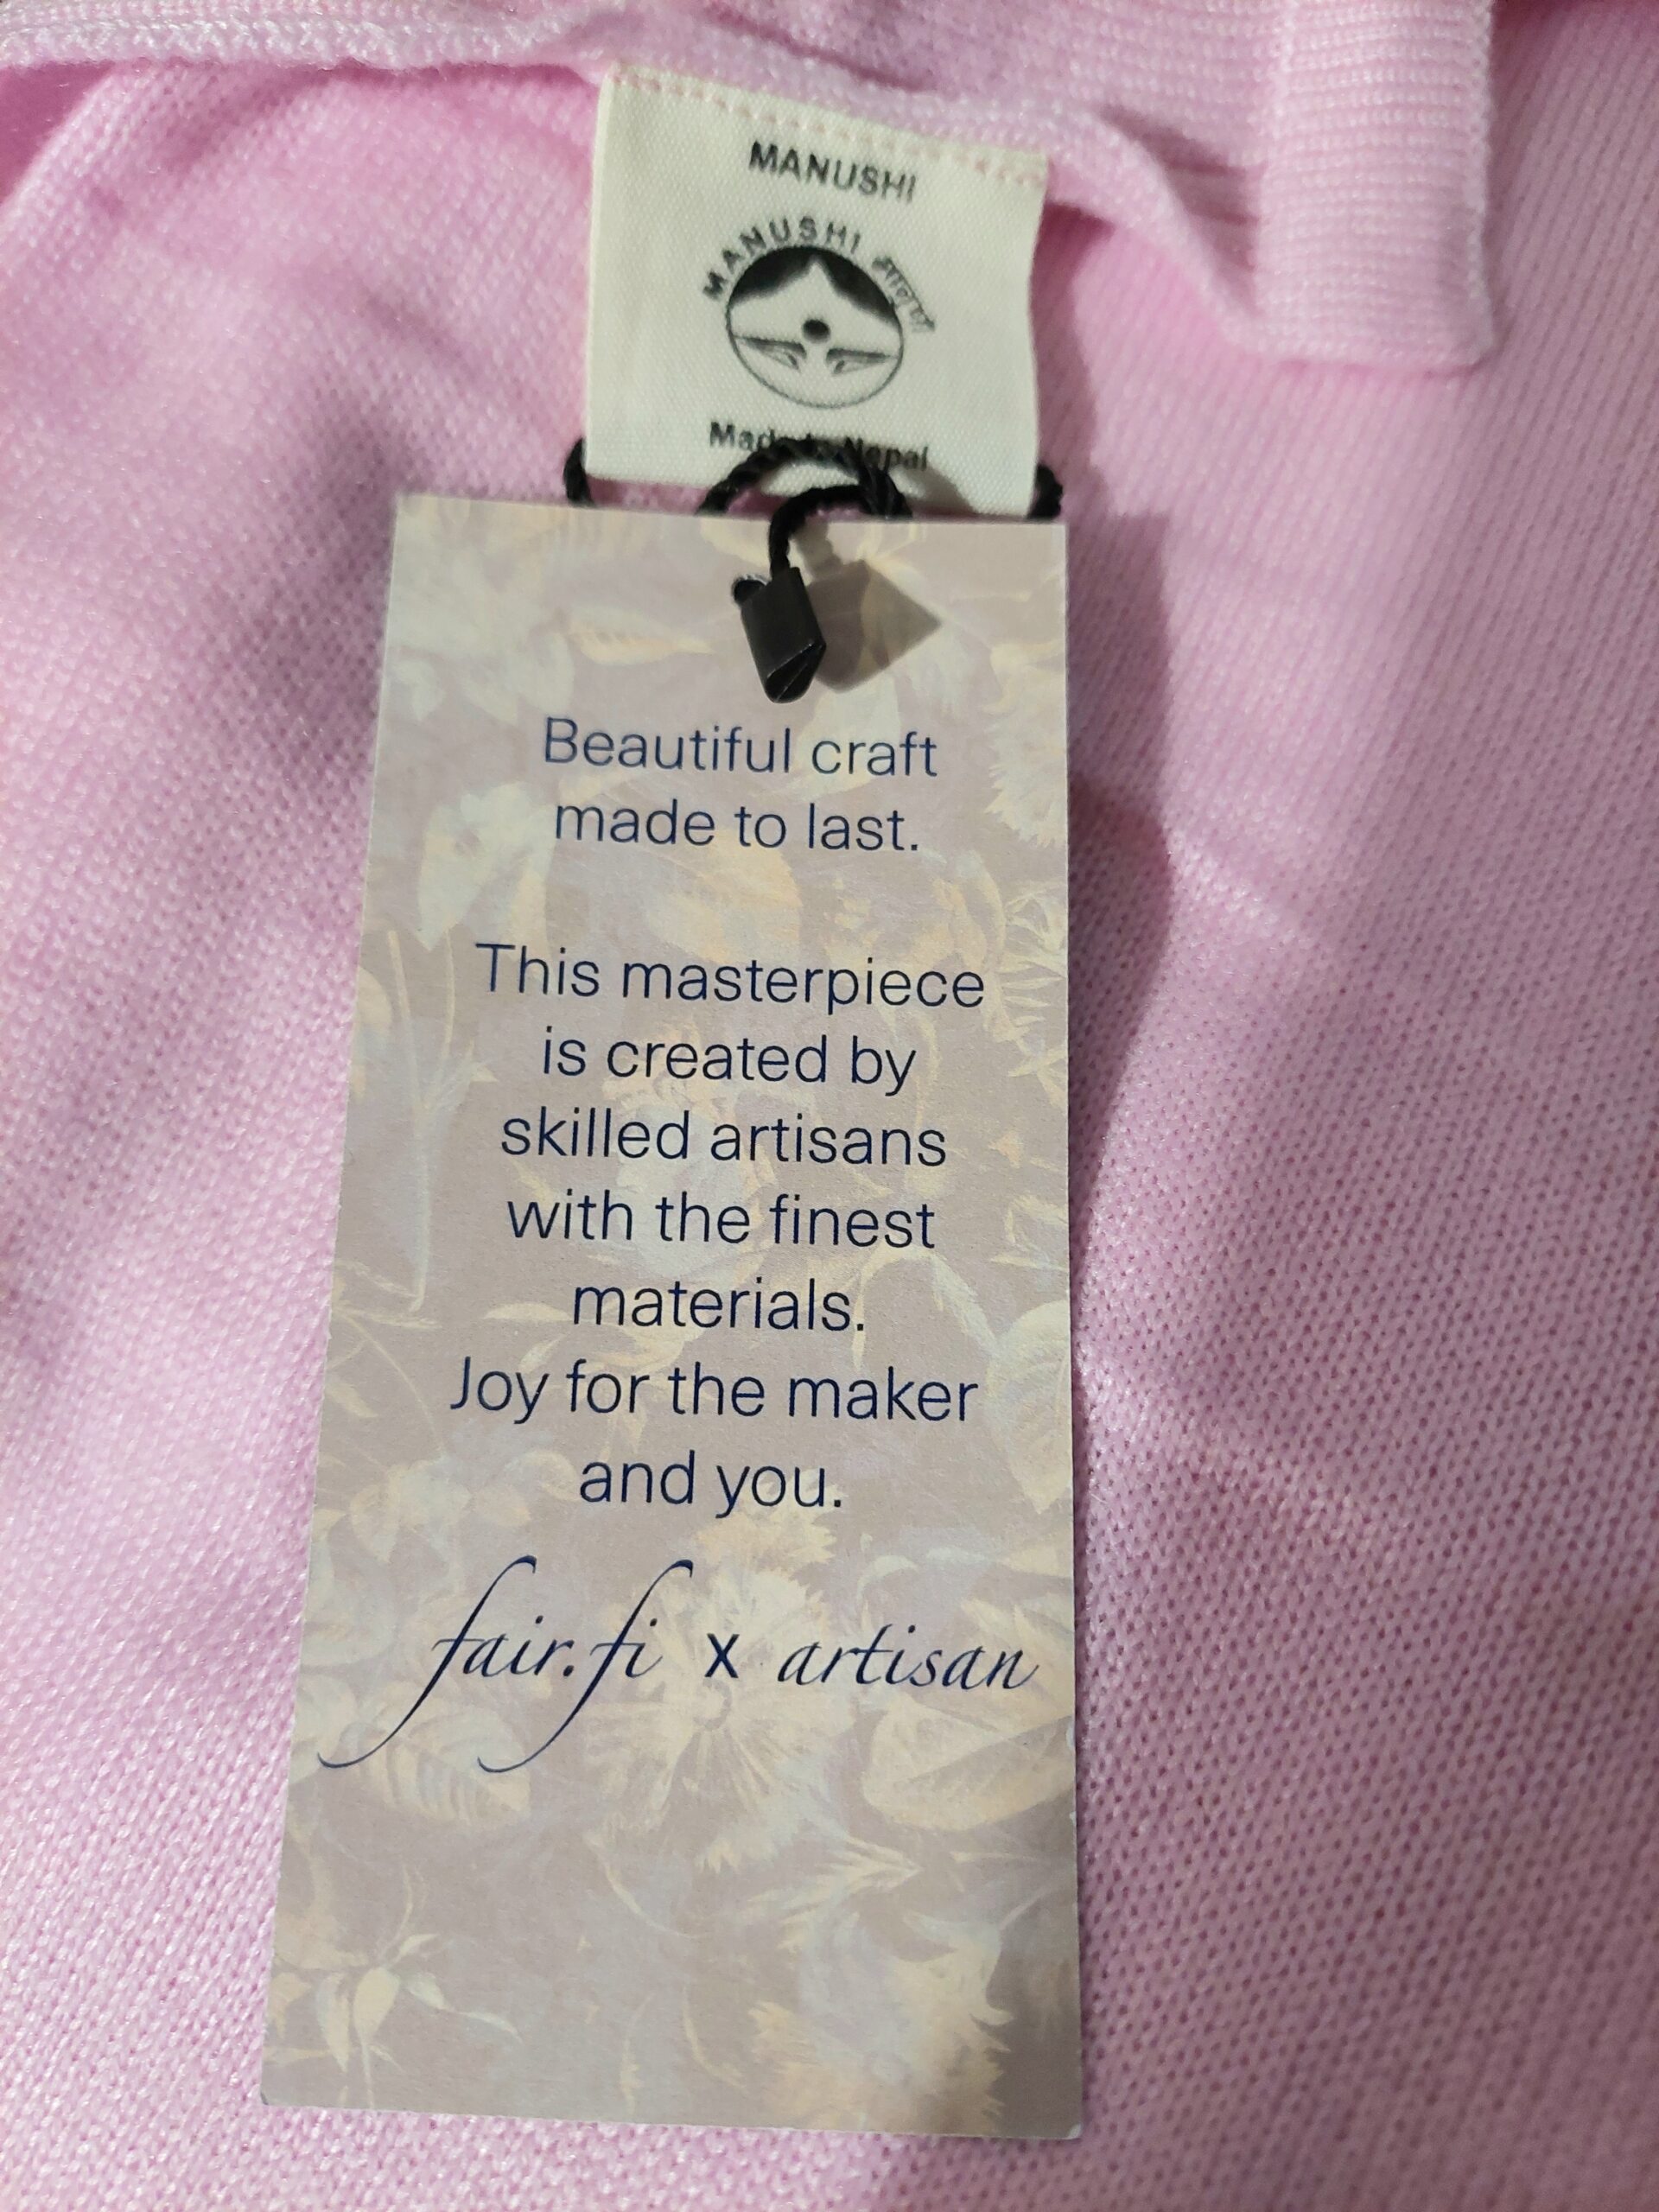 MANUSHI
MANUSHI मानुषी
Made In Nepal
Beautiful craft
made to last.
This masterpiece
is created by
skilled artisans
with the finest
materials.
Joy for the maker
and you.
fair.fi x artisan